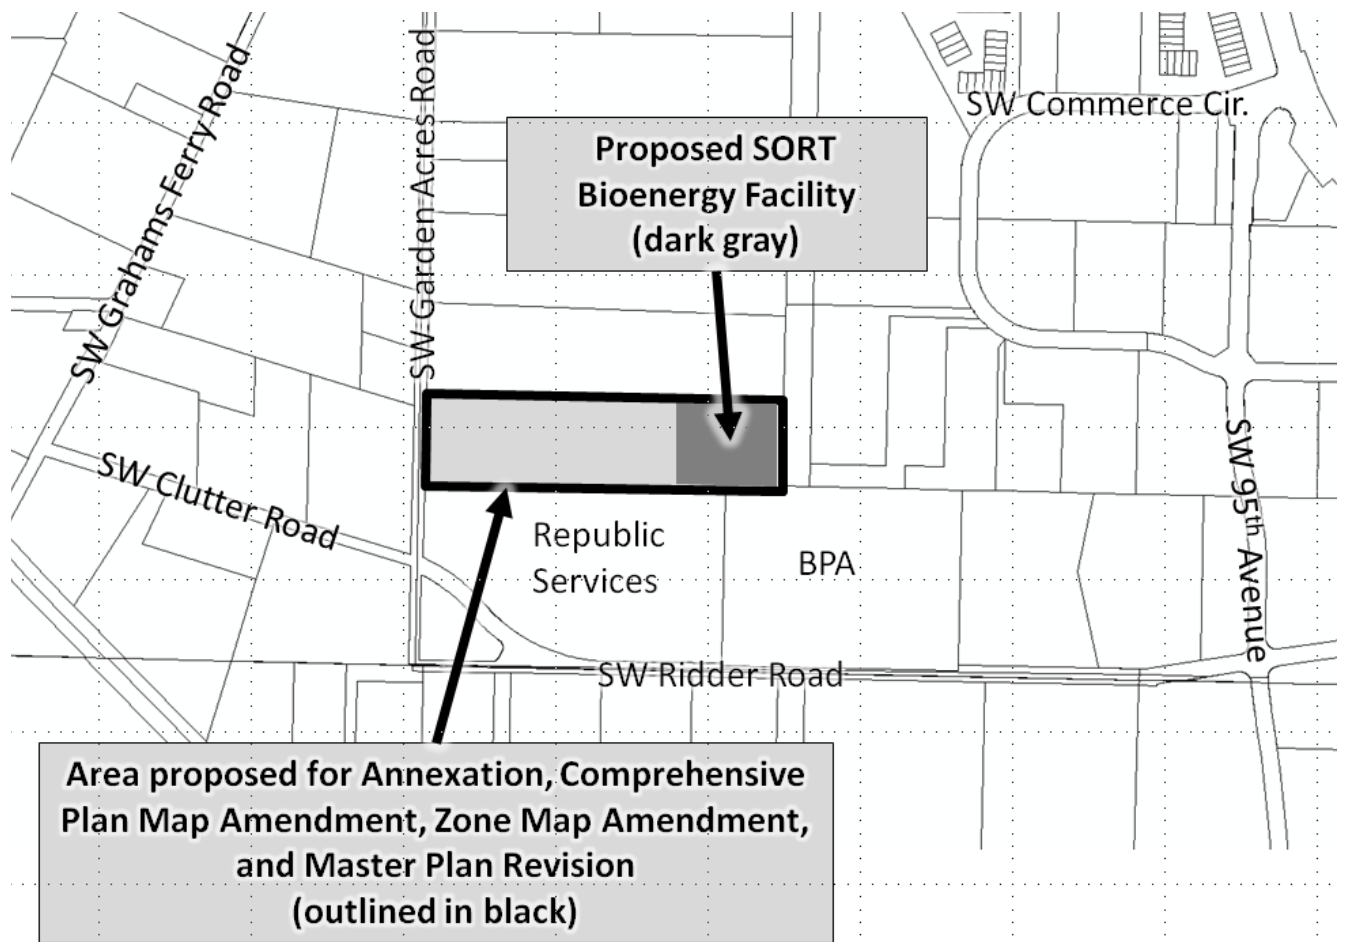 SW Grahams Ferry Road
SW Garden Acres Road
SW Commerce Cir.
Proposed SORT
Bioenergy Facility
(dark gray)
SW Clutter Road
Republic
Services
BPA
SW 95th Avenue
SW Ridder Road
Area proposed for Annexation, Comprehensive
Plan Map Amendment, Zone Map Amendment,
and Master Plan Revision
(outlined in black)